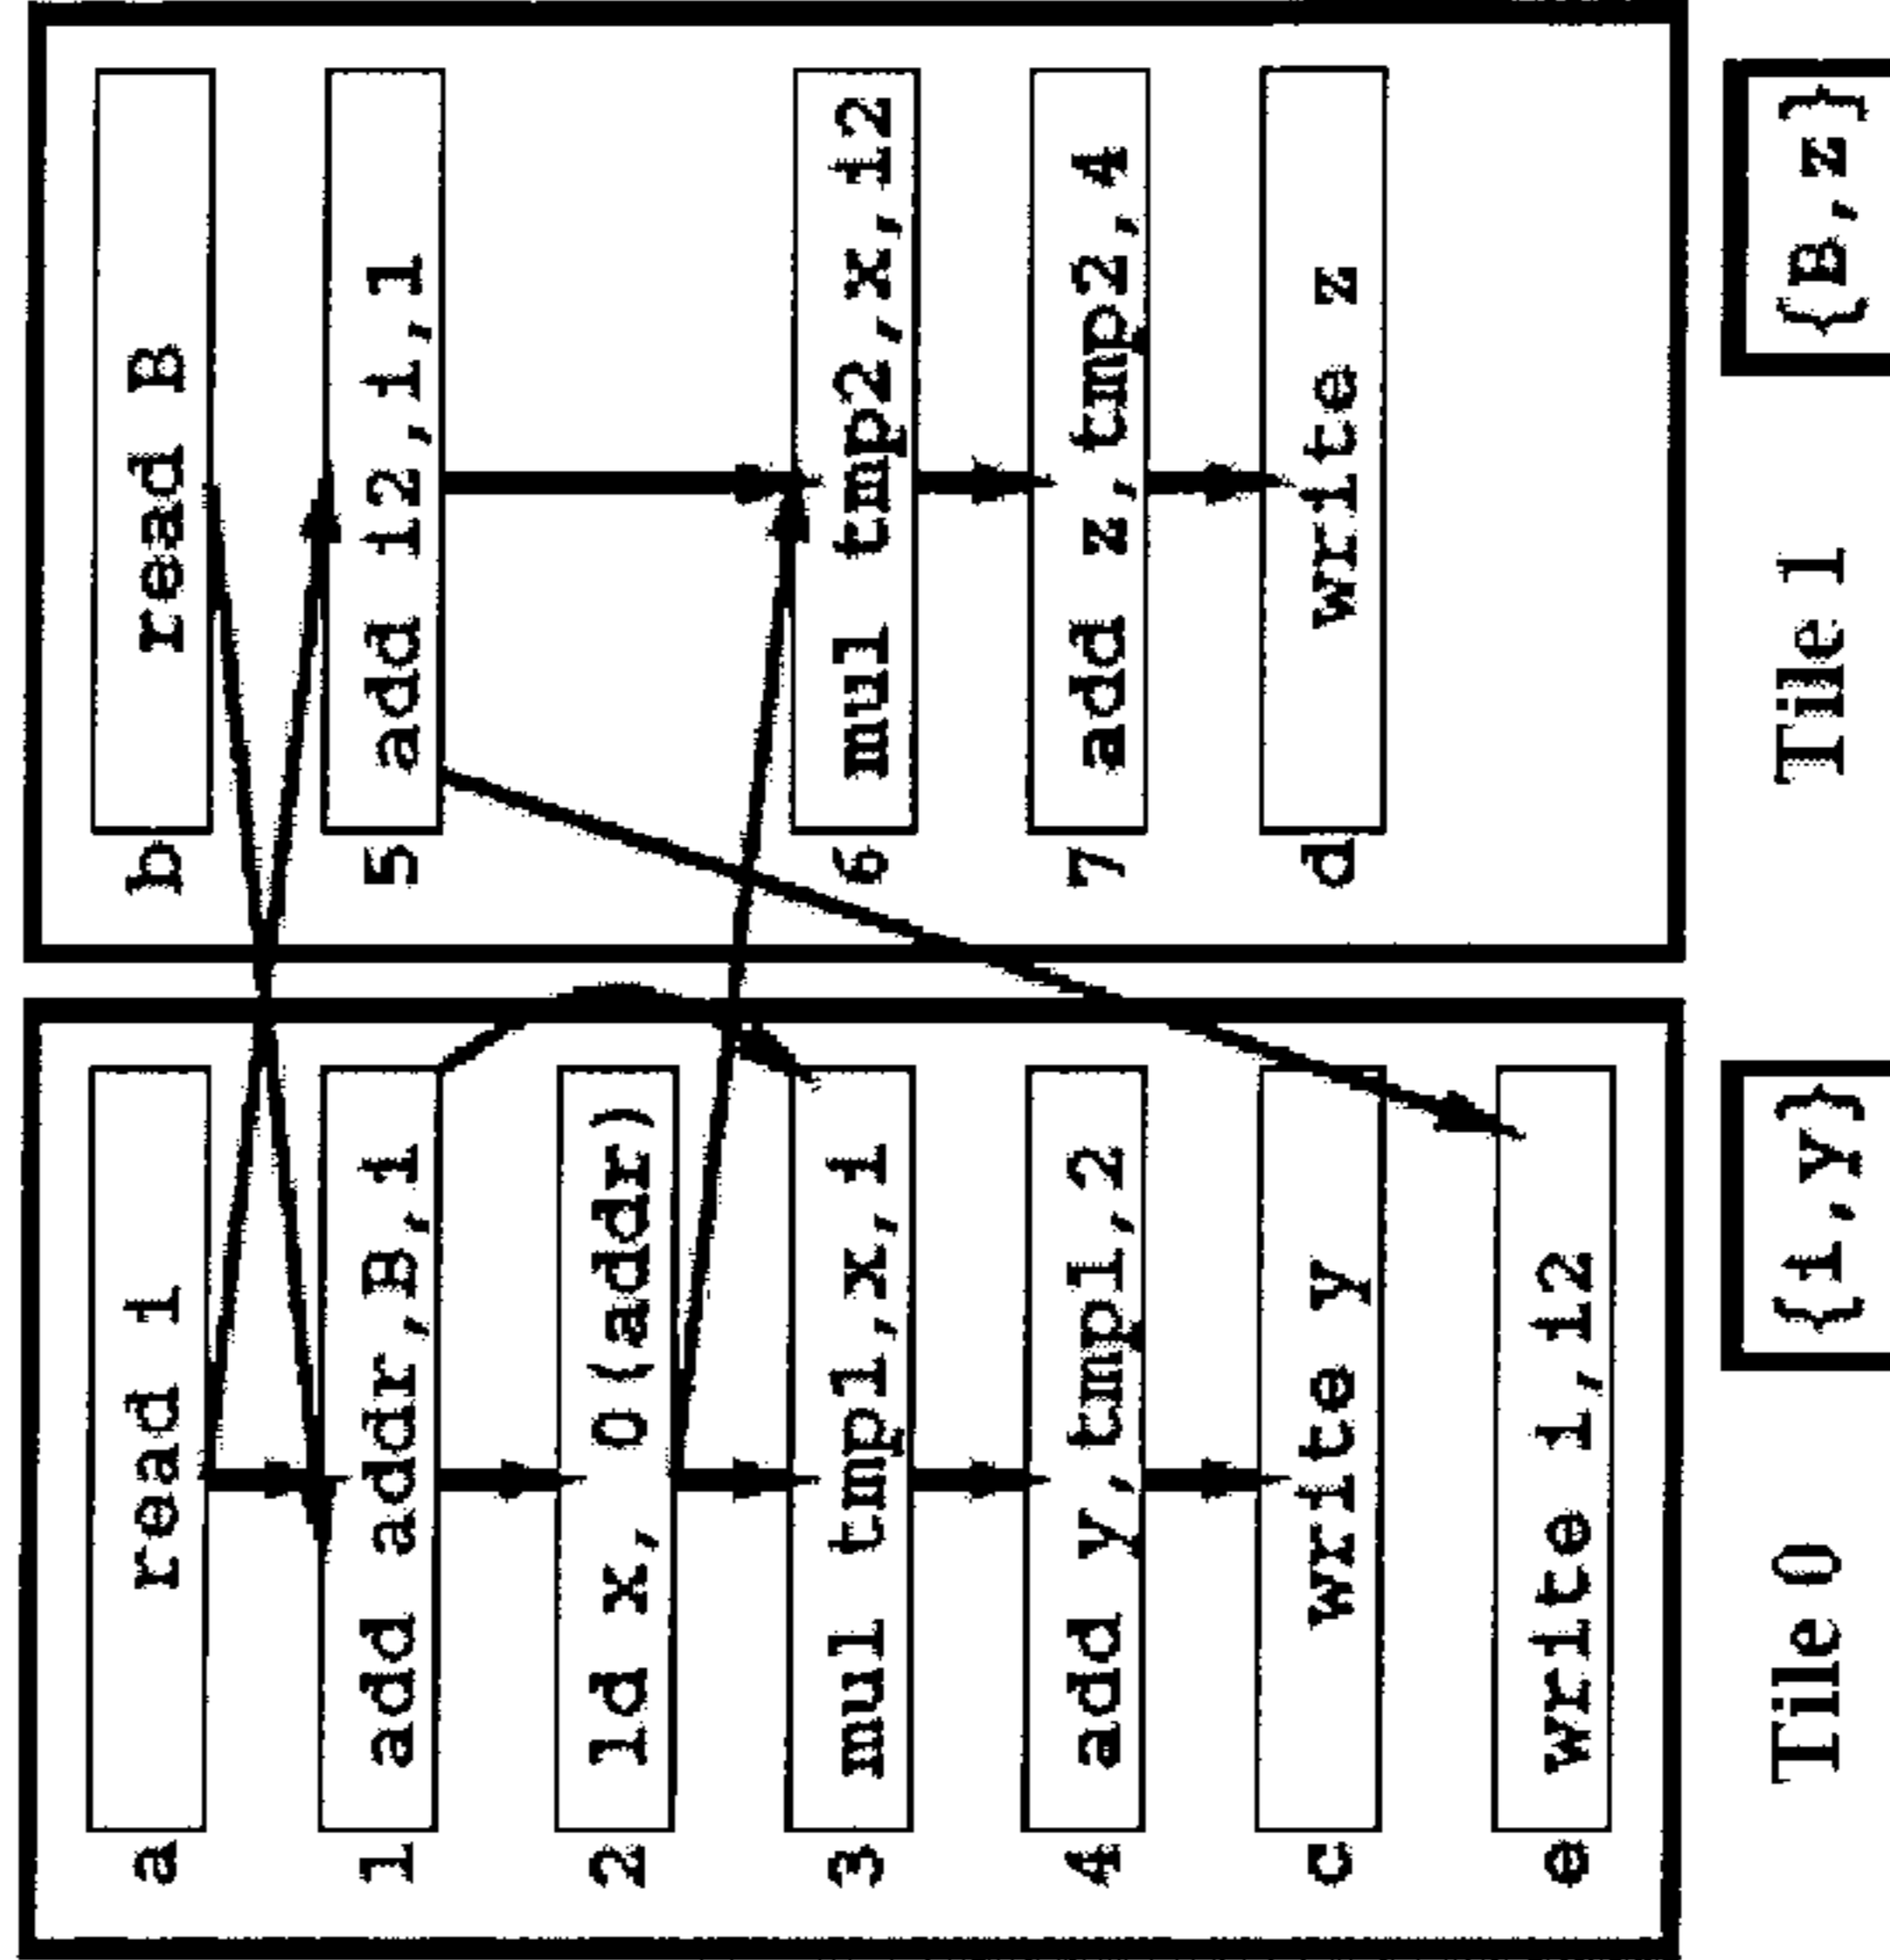 a read i
1 add addr,B,i
2 ld x, 0(addr)
3 mul tmp1,x,i
4 add y,tmp1,2
c write y
e write i,i2
Tile 0 {i,y}
b read B
5 add i2,i,1
6 mul tmp2,x,i2
7 add z,tmp2,4
d write z
Tile 1 {B,z}